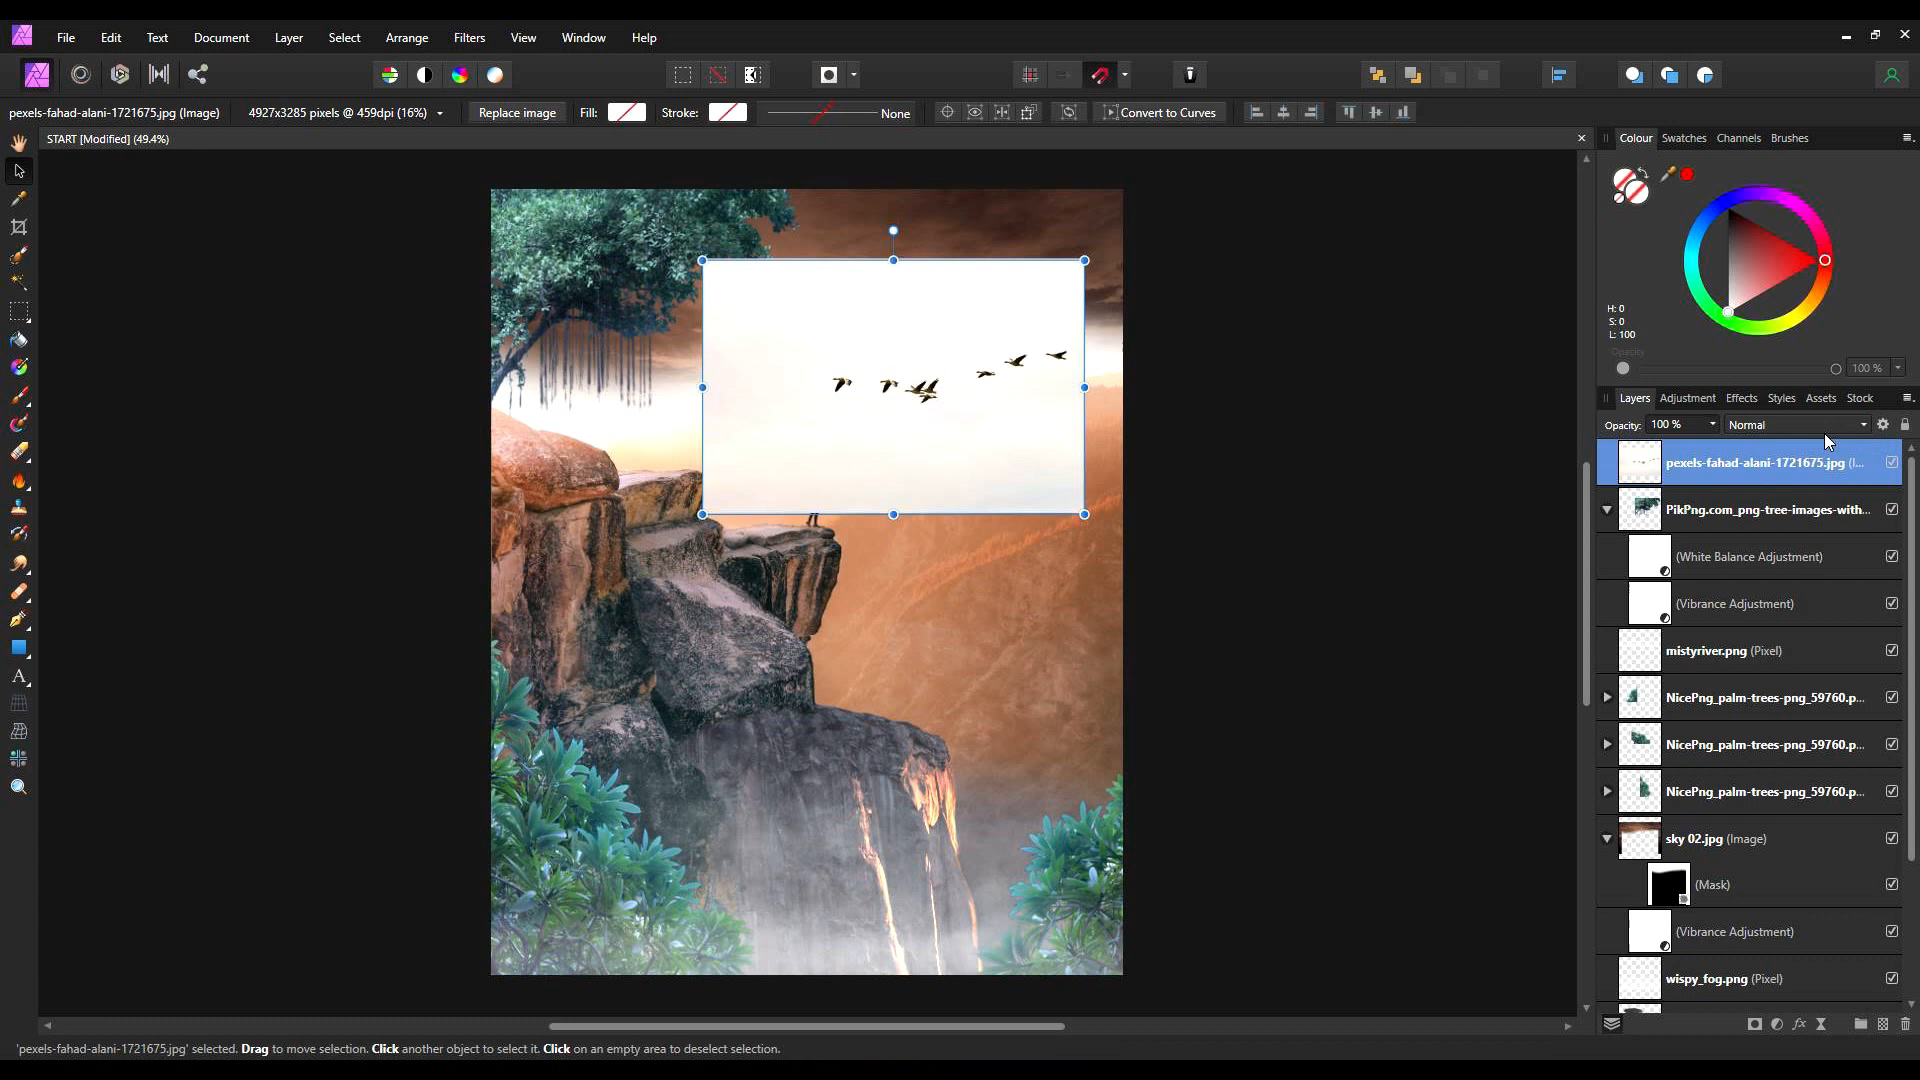 File Edit Text Document Layer Select Arrange Filters View Window Help
pexels-fahad-alani-1721675.jpg (Image) 4927x3285 pixels @ 459dpi (16%) Replace image Fill: Stroke: None Convert to Curves
START [Modified] (49.4%)
Colour Swatches Channels Brushes
H: 0
S: 0
L: 100
Opacity
100 %
Layers Adjustment Effects Styles Assets Stock
Opacity: 100 % Normal
pexels-fahad-alani-1721675.jpg (I...
PikPng.com_png-tree-images-with...
(White Balance Adjustment)
(Vibrance Adjustment)
mistyriver.png (Pixel)
NicePng_palm-trees-png_59760.p...
NicePng_palm-trees-png_59760.p...
NicePng_palm-trees-png_59760.p...
sky 02.jpg (Image)
(Mask)
(Vibrance Adjustment)
wispy_fog.png (Pixel)
'pexels-fahad-alani-1721675.jpg' selected. Drag to move selection. Click another object to select it. Click on an empty area to deselect selection.